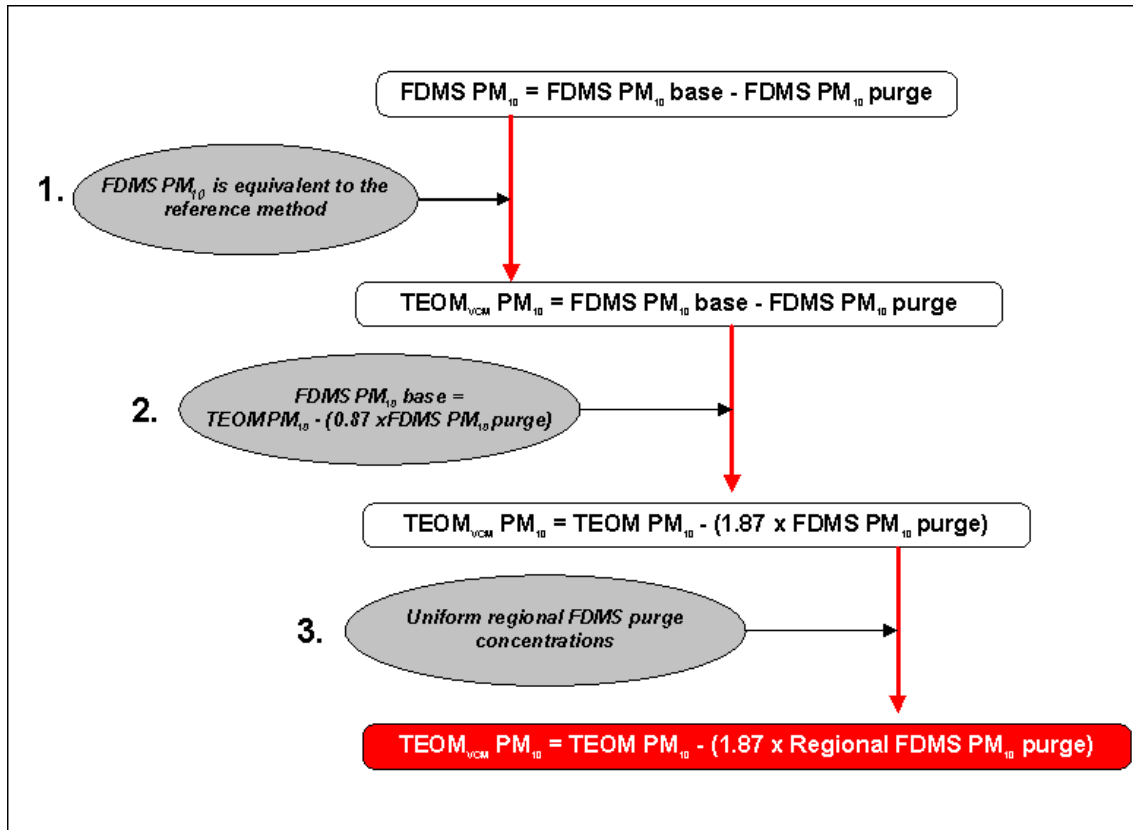 FDMS PM₁₀ = FDMS PM₁₀ base - FDMS PM₁₀ purge
1.
FDMS PM₁₀ is equivalent to the
reference method
TEOMᵥCM PM₁₀ = FDMS PM₁₀ base - FDMS PM₁₀ purge
2.
FDMS PM₁₀ base =
TEOMPM₁₀ - (0.87 xFDMS PM₁₀ purge)
TEOMᵥCM PM₁₀ = TEOM PM₁₀ - (1.87 x FDMS PM₁₀ purge)
3.
Uniform regional FDMS purge
concentrations
TEOMᵥCM PM₁₀ = TEOM PM₁₀ - (1.87 x Regional FDMS PM₁₀ purge)